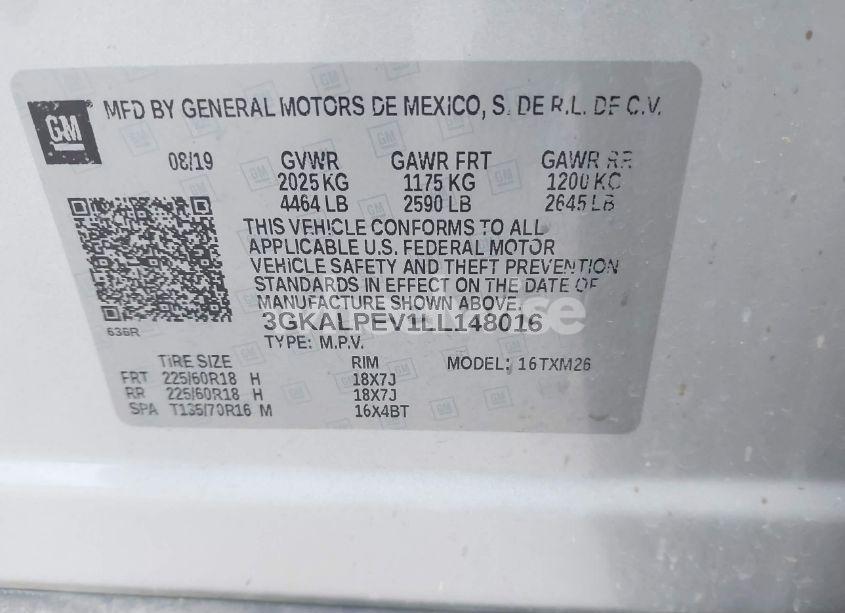 GM
MFD BY GENERAL MOTORS DE MEXICO, S. DE R.L. DE C.V.
08/19 GVWR GAWR FRT GAWR RR
2025 KG 1175 KG 1200 KG
4464 LB 2590 LB 2645 LB
THIS VEHICLE CONFORMS TO ALL
APPLICABLE U.S. FEDERAL MOTOR
VEHICLE SAFETY AND THEFT PREVENTION
STANDARDS IN EFFECT ON THE DATE OF
MANUFACTURE SHOWN ABOVE.
3GKALPEV1LL148016
636R
TYPE: M.P.V.
TIRE SIZE RIM MODEL: 16TXM26
FRT 225/60R18 H 18X7J
RR 225/60R18 H 18X7J
SPA T135/70R16 M 16X4BT